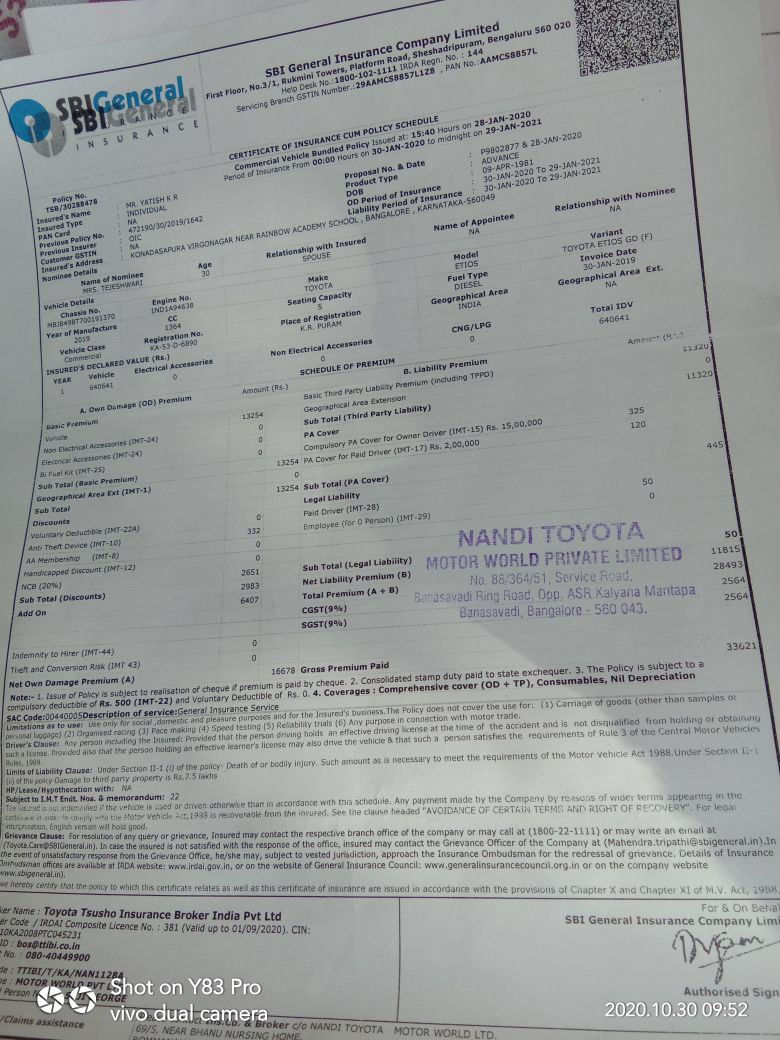 SBIGeneral
SBIGeneral
INSURANCE
SBI General Insurance Company Limited
First Floor, No.3/1, Rukmini Towers, Platform Road, Sheshadripuram, Bengaluru 560 020
Help Desk No.:1800-102-1111 IRDA Regn. No. : 144
Servicing Branch GSTIN Number.:29AAMCS8857L1Z8 , PAN No.:AAMCS8857L
CERTIFICATE OF INSURANCE CUM POLICY SCHEDULE
Commercial Vehicle Bundled Policy Issued at: 15:40 Hours on 28-JAN-2020
Period of Insurance From 00:00 Hours on 30-JAN-2020 to midnight on 29-JAN-2021
Policy No.
TSB/30288478
Insured's Name : MR. YATISH K R
Insured Type : INDIVIDUAL
PAN Card : NA
Previous Policy No. : 472190/30/2019/1642
Previous Insurer : OIC
Customer GSTIN : NA
Insured's Address : KONADASAPURA VIRGONAGAR NEAR RAINBOW ACADEMY SCHOOL , BANGALORE , KARNATAKA-560049
Proposal No. & Date : P9802877 & 28-JAN-2020
Product Type : ADVANCE
DOB : 09-APR-1981
OD Period of Insurance : 30-JAN-2020 To 29-JAN-2021
Liability Period of Insurance : 30-JAN-2020 To 29-JAN-2021
Nominee Details
Name of Nominee Age Relationship with Insured Name of Appointee Relationship with Nominee
MRS. TEJESHWARI 30 SPOUSE NA NA
Vehicle Details
Chassis No. Engine No. Make Model Variant
MBJB49BT700191370 1ND1A94638 TOYOTA ETIOS TOYOTA ETIOS GD (F)
Year of Manufacture CC Seating Capacity Fuel Type Invoice Date
2019 1364 5 DIESEL 30-JAN-2019
Vehicle Class Registration No. Place of Registration Geographical Area Geographical Area Ext.
Commercial KA-53-D-6890 K.R. PURAM INDIA NA
INSURED'S DECLARED VALUE (Rs.)
YEAR Vehicle Electrical Accessories Non Electrical Accessories CNG/LPG Total IDV
1 640641 0 0 0 640641
SCHEDULE OF PREMIUM
A. Own Damage (OD) Premium Amount (Rs.) B. Liability Premium Amount (Rs.)
Basic Premium Basic Third Party Liability Premium (including TPPD) 11320
Vehicle 13254 Geographical Area Extension 0
Non Electrical Accessories (IMT-24) 0 Sub Total (Third Party Liability) 11320
Electrical Accessories (IMT-24) 0 PA Cover
Bi Fuel Kit (IMT-25) 0 Compulsory PA Cover for Owner Driver (IMT-15) Rs. 15,00,000 325
Sub Total (Basic Premium) 13254 PA Cover for Paid Driver (IMT-17) Rs. 2,00,000 120
Geographical Area Ext (IMT-1) 0
Sub Total 13254 Sub Total (PA Cover) 445
Discounts Legal Liability
Voluntary Deductible (IMT-22A) 0 Paid Driver (IMT-28) 50
Anti Theft Device (IMT-10) 332 Employee (for 0 Person) (IMT-29) 0
AA Membership (IMT-8) 0
Handicapped Discount (IMT-12) 0
NCB (20%) 2651 Sub Total (Legal Liability) 50
Sub Total (Discounts) 2983 Net Liability Premium (B) 11815
Add On 6407 Total Premium (A + B) 28493
CGST(9%) 2564
SGST(9%) 2564
NANDI TOYOTA
MOTOR WORLD PRIVATE LIMITED
No. 86/364/51, Service Road,
Banasavadi Ring Road, Opp. ASR Kalyana Mantapa,
Banasavadi, Bangalore - 560 043.
Indemnity to Hirer (IMT-44) 0
Theft and Conversion Risk (IMT 43) 0
Net Own Damage Premium (A) 16678 Gross Premium Paid 33621
Note:- 1. Issue of Policy is subject to realisation of cheque if premium is paid by cheque. 2. Consolidated stamp duty paid to state exchequer. 3. The Policy is subject to a
compulsory deductible of Rs. 500 (IMT-22) and Voluntary Deductible of Rs. 0. 4. Coverages : Comprehensive cover (OD + TP), Consumables, Nil Depreciation
SAC Code:00440005Description of service:General Insurance Service
Limitations as to use: Use only for social ,domestic and pleasure purposes and for the Insured's business.The Policy does not cover the use for: (1) Carriage of goods (other than samples or
personal luggage) (2) Organised racing (3) Pace making (4) Speed testing (5) Reliability trials (6) Any purpose in connection with motor trade.
Driver's Clause: Any person including the Insured: Provided that the person driving holds an effective driving license at the time of the accident and is not disqualified from holding or obtaining
such a license. Provided also that the person holding an effective learner's license may also drive the vehicle & that such a person satisfies the requirements of Rule 3 of the Central Motor Vehicles
Rules, 1989.
Limits of Liability Clause: Under Section II-1 (i) of the policy- Death of or bodily injury. Such amount as is necessary to meet the requirements of the Motor Vehicle Act 1988.Under Section II-1
(ii) of the policy-Damage to third party property is Rs.7.5 lakhs
HP/Lease/Hypothecation with: NA
Subject to I.M.T Endt. Nos. & memorandum: 22
The insured is not indemnified if the vehicle is used or driven otherwise than in accordance with this schedule. Any payment made by the Company by reasons of wider terms appearing in the
certificate in order to comply with the Motor Vehicle Act,1988 is recoverable from the insured. See the clause headed "AVOIDANCE OF CERTAIN TERMS AND RIGHT OF RECOVERY". For legal
interpretation, English version will hold good.
Grievance Clause: For resolution of any query or grievance, Insured may contact the respective branch office of the company or may call at (1800-22-1111) or may write an email at
(Toyota.Care@SBIGeneral.in). In case the insured is not satisfied with the response of the office, insured may contact the Grievance Officer of the Company at (Mahendra.tripathi@sbigeneral.in).In
the event of unsatisfactory response from the Grievance Office, he/she may, subject to vested jurisdiction, approach the Insurance Ombudsman for the redressal of grievance. Details of Insurance
Ombudsman offices are available at IRDA website: www.irdai.gov.in, or on the website of General Insurance Council: www.generalinsurancecouncil.org.in or on the company website
www.sbigeneral.in).
we hereby certify that the policy to which this certificate relates as well as this certificate of insurance are issued in accordance with the provisions of Chapter X and Chapter XI of M.V. Act, 1988
ker Name : Toyota Tsusho Insurance Broker India Pvt Ltd
er Code / IRDAI Composite Licence No. : 381 (Valid up to 01/09/2020). CIN:
10KA2008PTC045231
ID : bos@ttibi.co.in
t No. : 080-40449900
de : TTIBI/T/KA/NAN11284
me : MOTOR WORLD PVT L
Person N GEORGE
For & On Behal
SBI General Insurance Company Limi
Authorised Sign
/Claims assistance
Ins.Co. & Broker c/o NANDI TOYOTA MOTOR WORLD LTD.
69/5, NEAR BHANU NURSING HOME,
Shot on Y83 Pro
vivo dual camera
2020.10.30 09:52